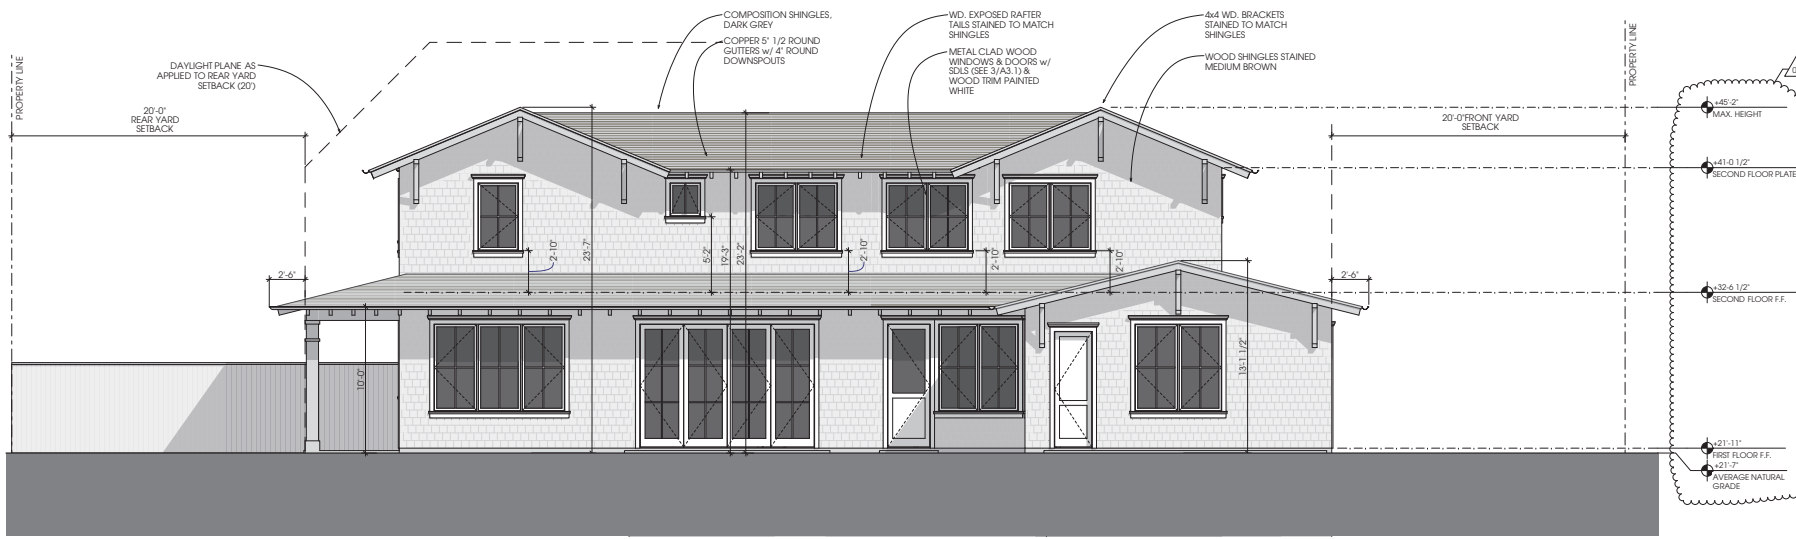 COMPOSITION SHINGLES,
DARK GREY
COPPER 5" 1/2 ROUND
GUTTERS w/ 4" ROUND
DOWNSPOUTS
WD. EXPOSED RAFTER
TAILS STAINED TO MATCH
SHINGLES
METAL CLAD WOOD
WINDOWS & DOORS w/
SDLS (SEE 3/A3.1) &
WOOD TRIM PAINTED
WHITE
4x4 WD. BRACKETS
STAINED TO MATCH
SHINGLES
WOOD SHINGLES STAINED
MEDIUM BROWN
PROPERTY LINE
DAYLIGHT PLANE AS
APPLIED TO REAR YARD
SETBACK (20')
20'-0"
REAR YARD
SETBACK
PROPERTY LINE
20'-0"FRONT YARD
SETBACK
+45'-2"
MAX. HEIGHT
+41'-0 1/2"
SECOND FLOOR PLATE
2'-6"
2'-10"
23'-7"
5'-2"
19'-3"
23'-2"
2'-10"
2'-10"
2'-10"
2'-6"
+32'-6 1/2"
SECOND FLOOR F.F.
10'-0"
13'-1 1/2"
+21'-11"
FIRST FLOOR F.F.
+21'-7"
AVERAGE NATURAL
GRADE